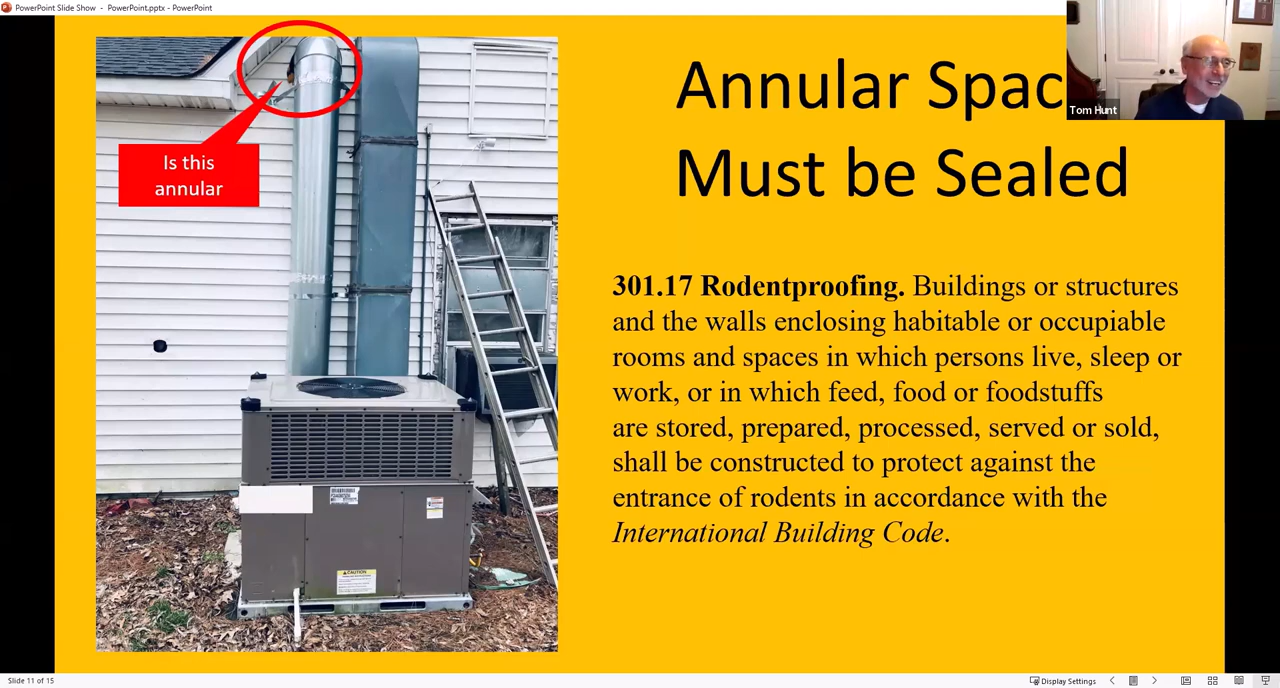 PowerPoint Slide Show - PowerPoint.pptx - PowerPoint
Is this
annular
Annular Spac
Must be Sealed
Tom Hunt
301.17 Rodentproofing. Buildings or structures
and the walls enclosing habitable or occupiable
rooms and spaces in which persons live, sleep or
work, or in which feed, food or foodstuffs
are stored, prepared, processed, served or sold,
shall be constructed to protect against the
entrance of rodents in accordance with the
International Building Code.
CAUTION
Slide 11 of 15
Display Settings